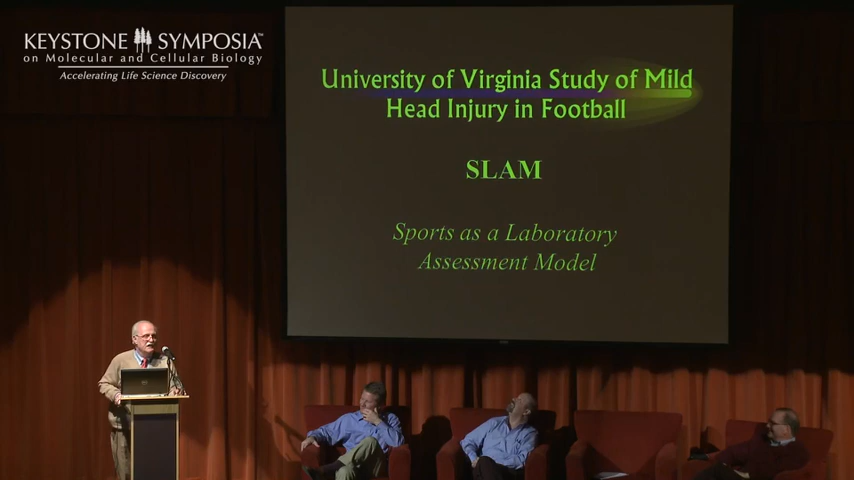 KEYSTONE SYMPOSIA™
on Molecular and Cellular Biology
Accelerating Life Science Discovery
University of Virginia Study of Mild
Head Injury in Football
SLAM
Sports as a Laboratory
Assessment Model